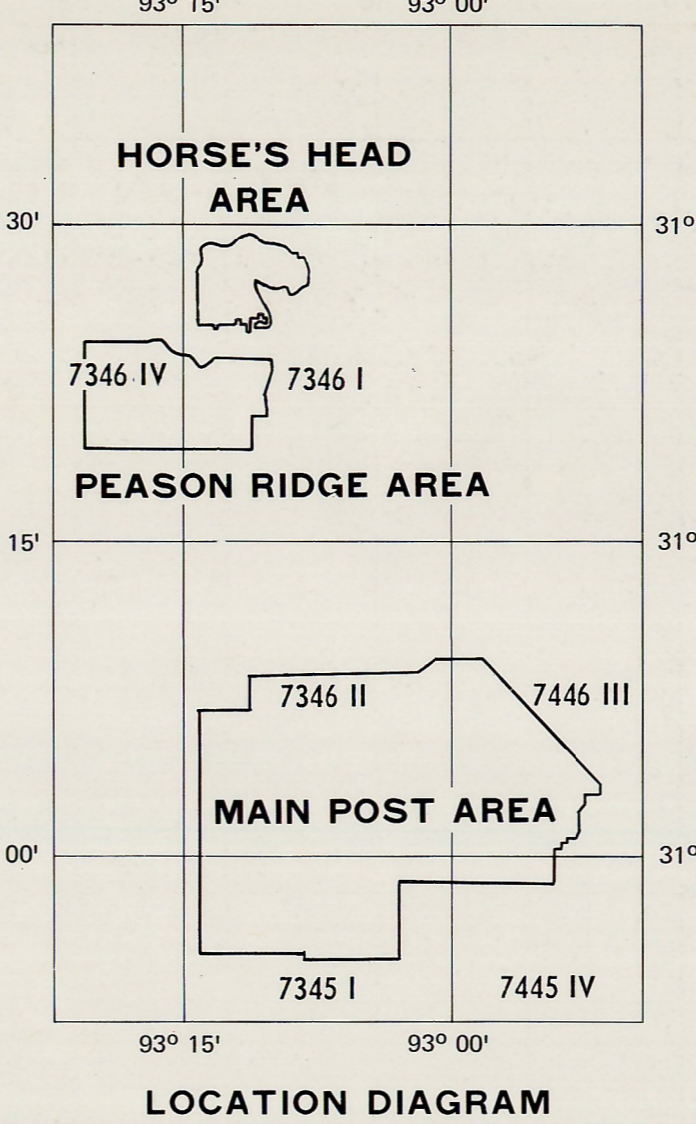 93° 15' 93° 00'
HORSE'S HEAD
AREA
30' 31°
7346 IV 7346 I
PEASON RIDGE AREA
15' 31°
7346 II 7446 III
MAIN POST AREA
00' 31°
7345 I 7445 IV
93° 15' 93° 00'
LOCATION DIAGRAM